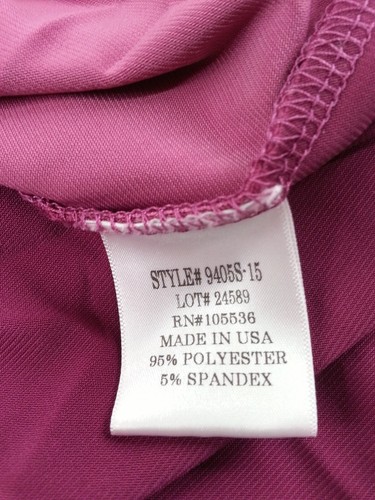 STYLE# 9405S-15
LOT# 24589
RN#105536
MADE IN USA
95% POLYESTER
5% SPANDEX